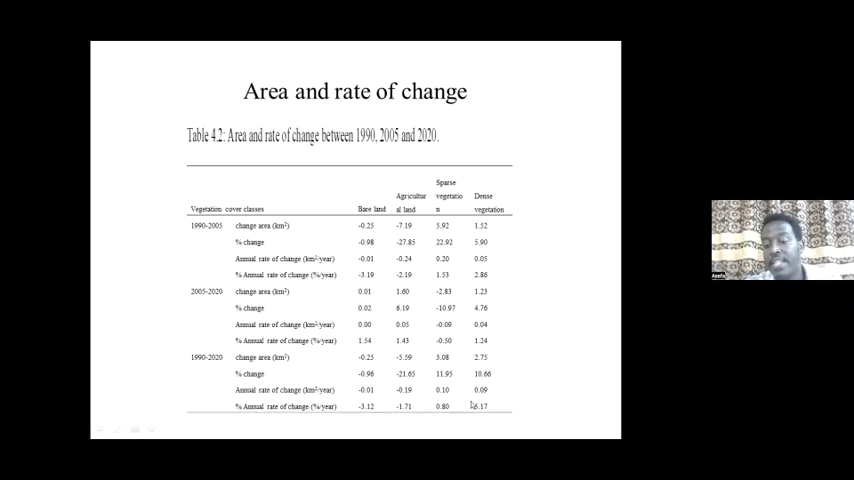 Area and rate of change
Table 4.2: Area and rate of change between 1990, 2005 and 2020.
Vegetation cover classes Bare land Agricultur al land Sparse vegetatio n Dense vegetation
1990-2005 change area (km²) -0.25 -7.19 5.92 1.52
% change -0.98 -27.85 22.92 5.90
Annual rate of change (km²/year) -0.01 -0.24 0.20 0.05
% Annual rate of change (%/year) -3.19 -2.19 1.53 2.86
2005-2020 change area (km²) 0.01 1.60 -2.83 1.23
% change 0.02 6.19 -10.97 4.76
Annual rate of change (km²/year) 0.00 0.05 -0.09 0.04
% Annual rate of change (%/year) 1.54 1.43 -0.50 1.24
1990-2020 change area (km²) -0.25 -5.59 3.08 2.75
% change -0.96 -21.65 11.95 10.66
Annual rate of change (km²/year) -0.01 -0.19 0.10 0.09
% Annual rate of change (%/year) -3.12 -1.71 0.80
Asefa